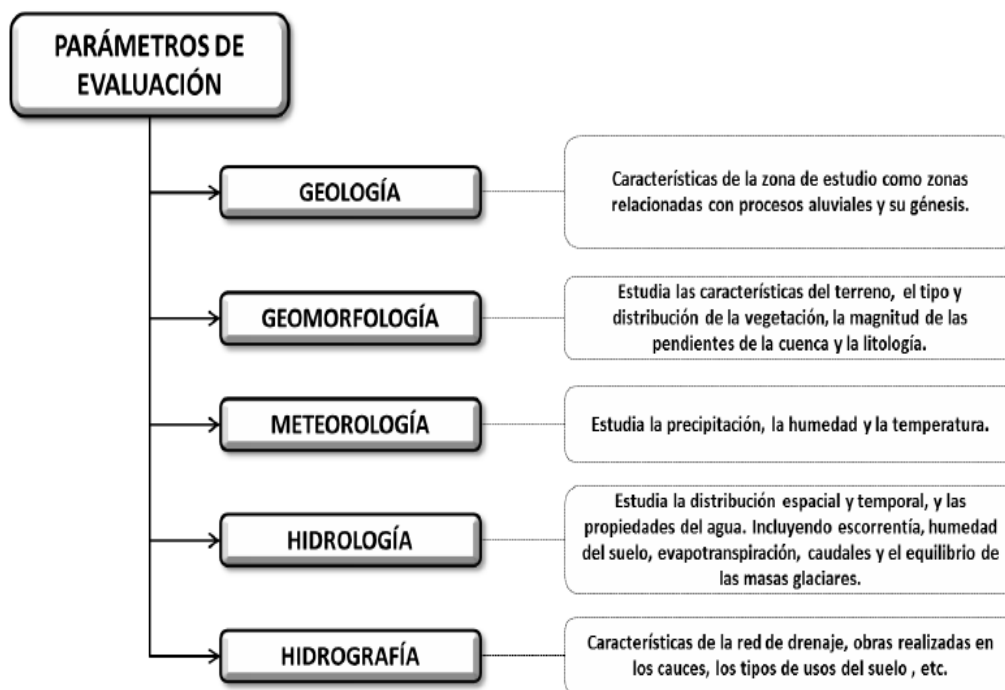 PARÁMETROS DE
EVALUACIÓN
GEOLOGÍA
Características de la zona de estudio como zonas
relacionadas con procesos aluviales y su génesis.
GEOMORFOLOGÍA
Estudia las características del terreno, el tipo y
distribución de la vegetación, la magnitud de las
pendientes de la cuenca y la litología.
METEOROLOGÍA
Estudia la precipitación, la humedad y la temperatura.
HIDROLOGÍA
Estudia la distribución espacial y temporal, y las
propiedades del agua. Incluyendo escorrentía, humedad
del suelo, evapotranspiración, caudales y el equilibrio de
las masas glaciares.
HIDROGRAFÍA
Características de la red de drenaje, obras realizadas en
los cauces, los tipos de usos del suelo , etc.